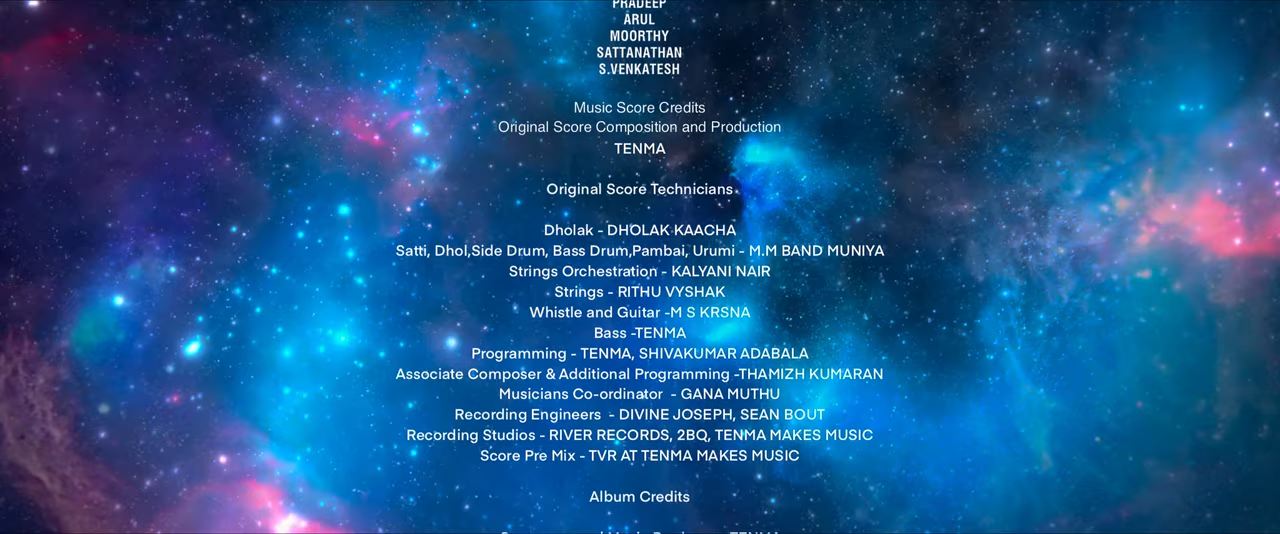 PRADEEP
ARUL
MOORTHY
SATTANATHAN
S.VENKATESH
Music Score Credits
Original Score Composition and Production
TENMA
Original Score Technicians
Dholak - DHOLAK KAACHA
Satti, Dhol,Side Drum, Bass Drum,Pambai, Urumi - M.M BAND MUNIYA
Strings Orchestration - KALYANI NAIR
Strings - RITHU VYSHAK
Whistle and Guitar -M S KRSNA
Bass -TENMA
Programming - TENMA, SHIVAKUMAR ADABALA
Associate Composer & Additional Programming -THAMIZH KUMARAN
Musicians Co-ordinator - GANA MUTHU
Recording Engineers - DIVINE JOSEPH, SEAN BOUT
Recording Studios - RIVER RECORDS, 2BQ, TENMA MAKES MUSIC
Score Pre Mix - TVR AT TENMA MAKES MUSIC
Album Credits